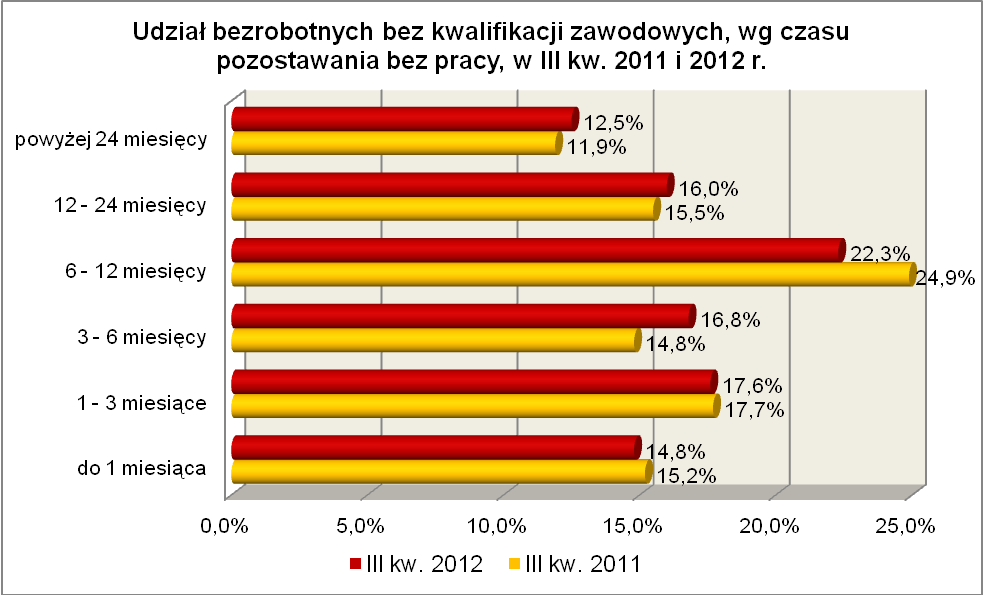 Udział bezrobotnych bez kwalifikacji zawodowych, wg czasu
pozostawania bez pracy, w III kw. 2011 i 2012 r.
powyżej 24 miesięcy
12,5%
11,9%
12 - 24 miesięcy
16,0%
15,5%
6 - 12 miesięcy
22,3%
24,9%
3 - 6 miesięcy
16,8%
14,8%
1 - 3 miesiące
17,6%
17,7%
do 1 miesiąca
14,8%
15,2%
0,0% 5,0% 10,0% 15,0% 20,0% 25,0%
III kw. 2012 III kw. 2011